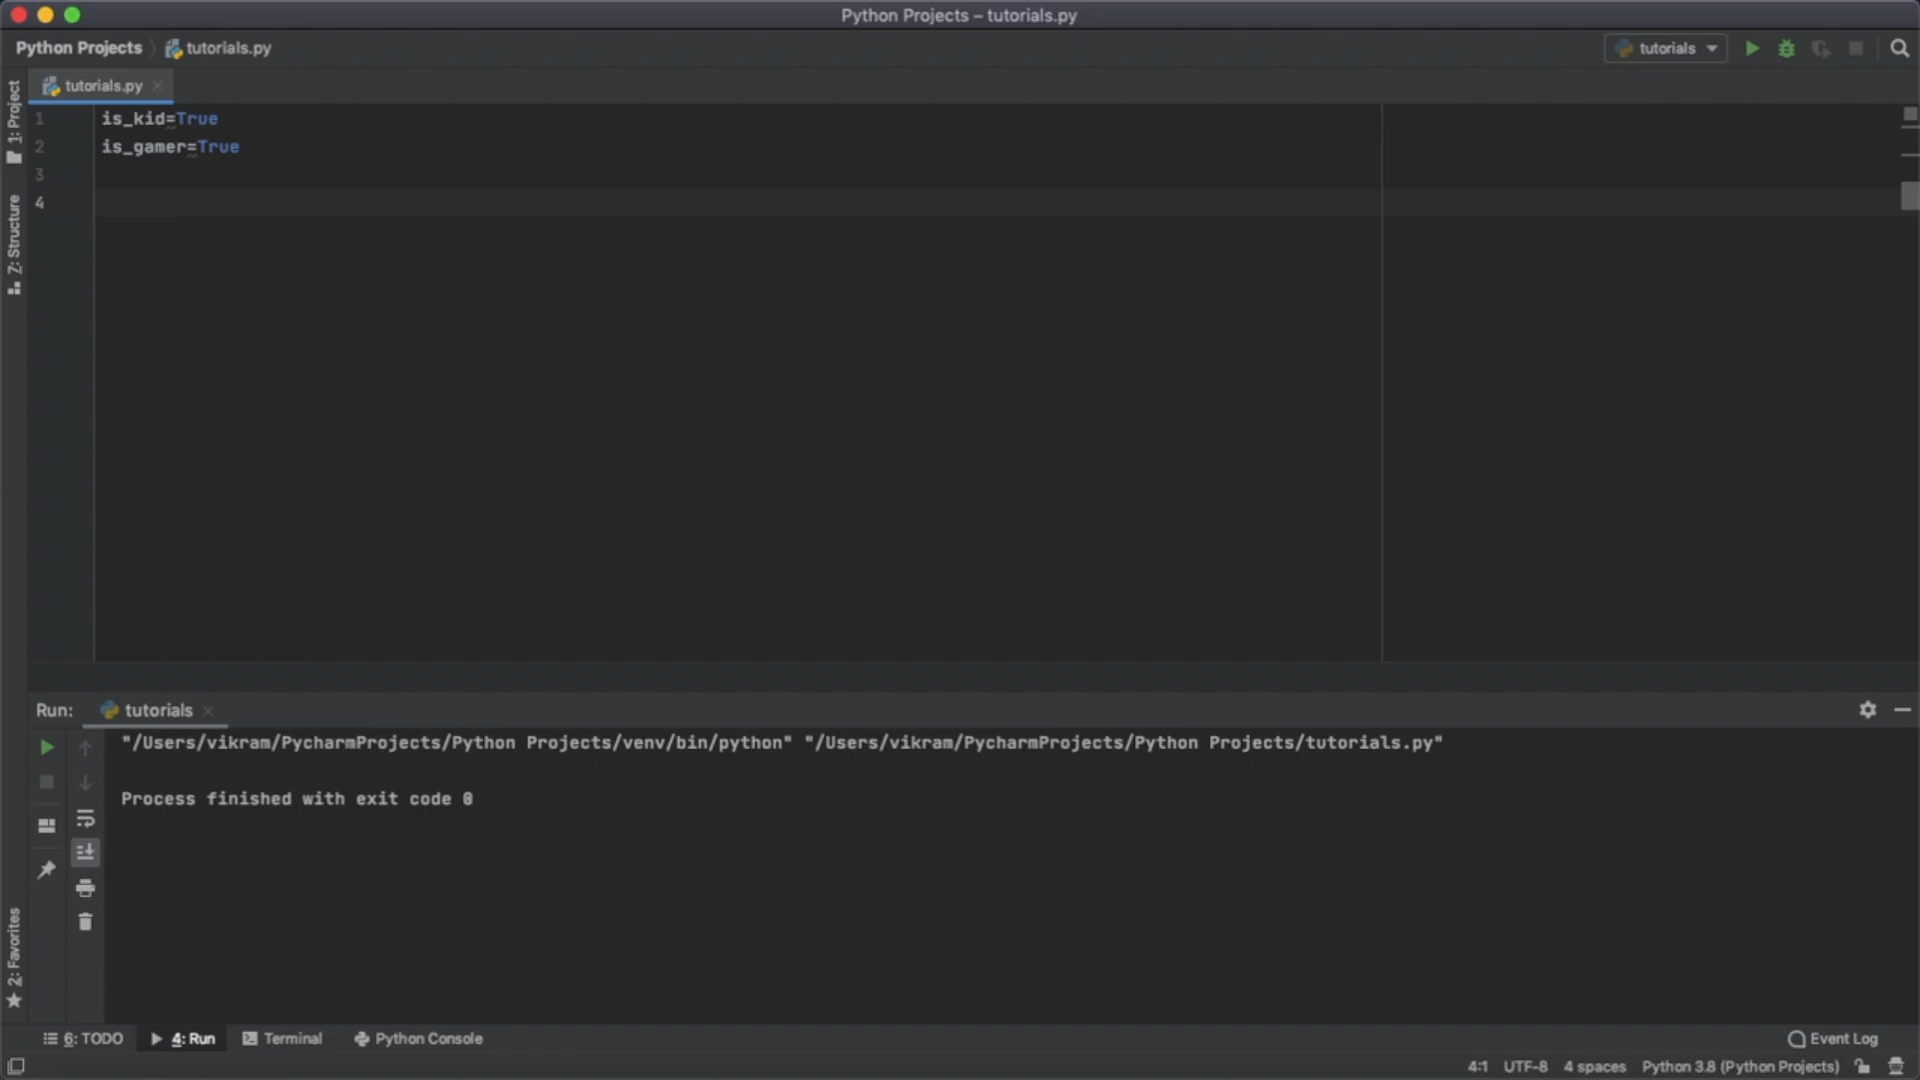 Python Projects – tutorials.py
Python Projects tutorials.py
tutorials
tutorials.py
1: Project
Z: Structure
2: Favorites
1 is_kid=True
2 is_gamer=True
3
4
Run: tutorials
"/Users/vikram/PycharmProjects/Python Projects/venv/bin/python" "/Users/vikram/PycharmProjects/Python Projects/tutorials.py"
Process finished with exit code 0
6: TODO 4: Run Terminal Python Console Event Log
4:1 UTF-8 4 spaces Python 3.8 (Python Projects)